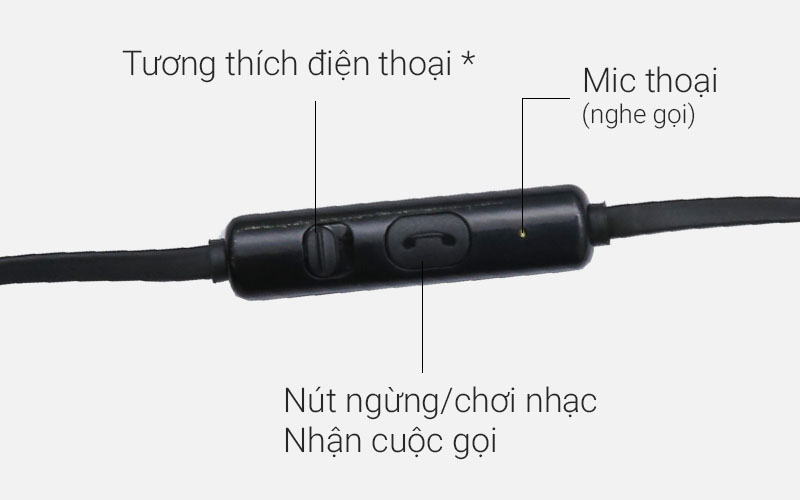 Tương thích điện thoại *
Mic thoại
(nghe gọi)
Nút ngừng/chơi nhạc
Nhận cuộc gọi